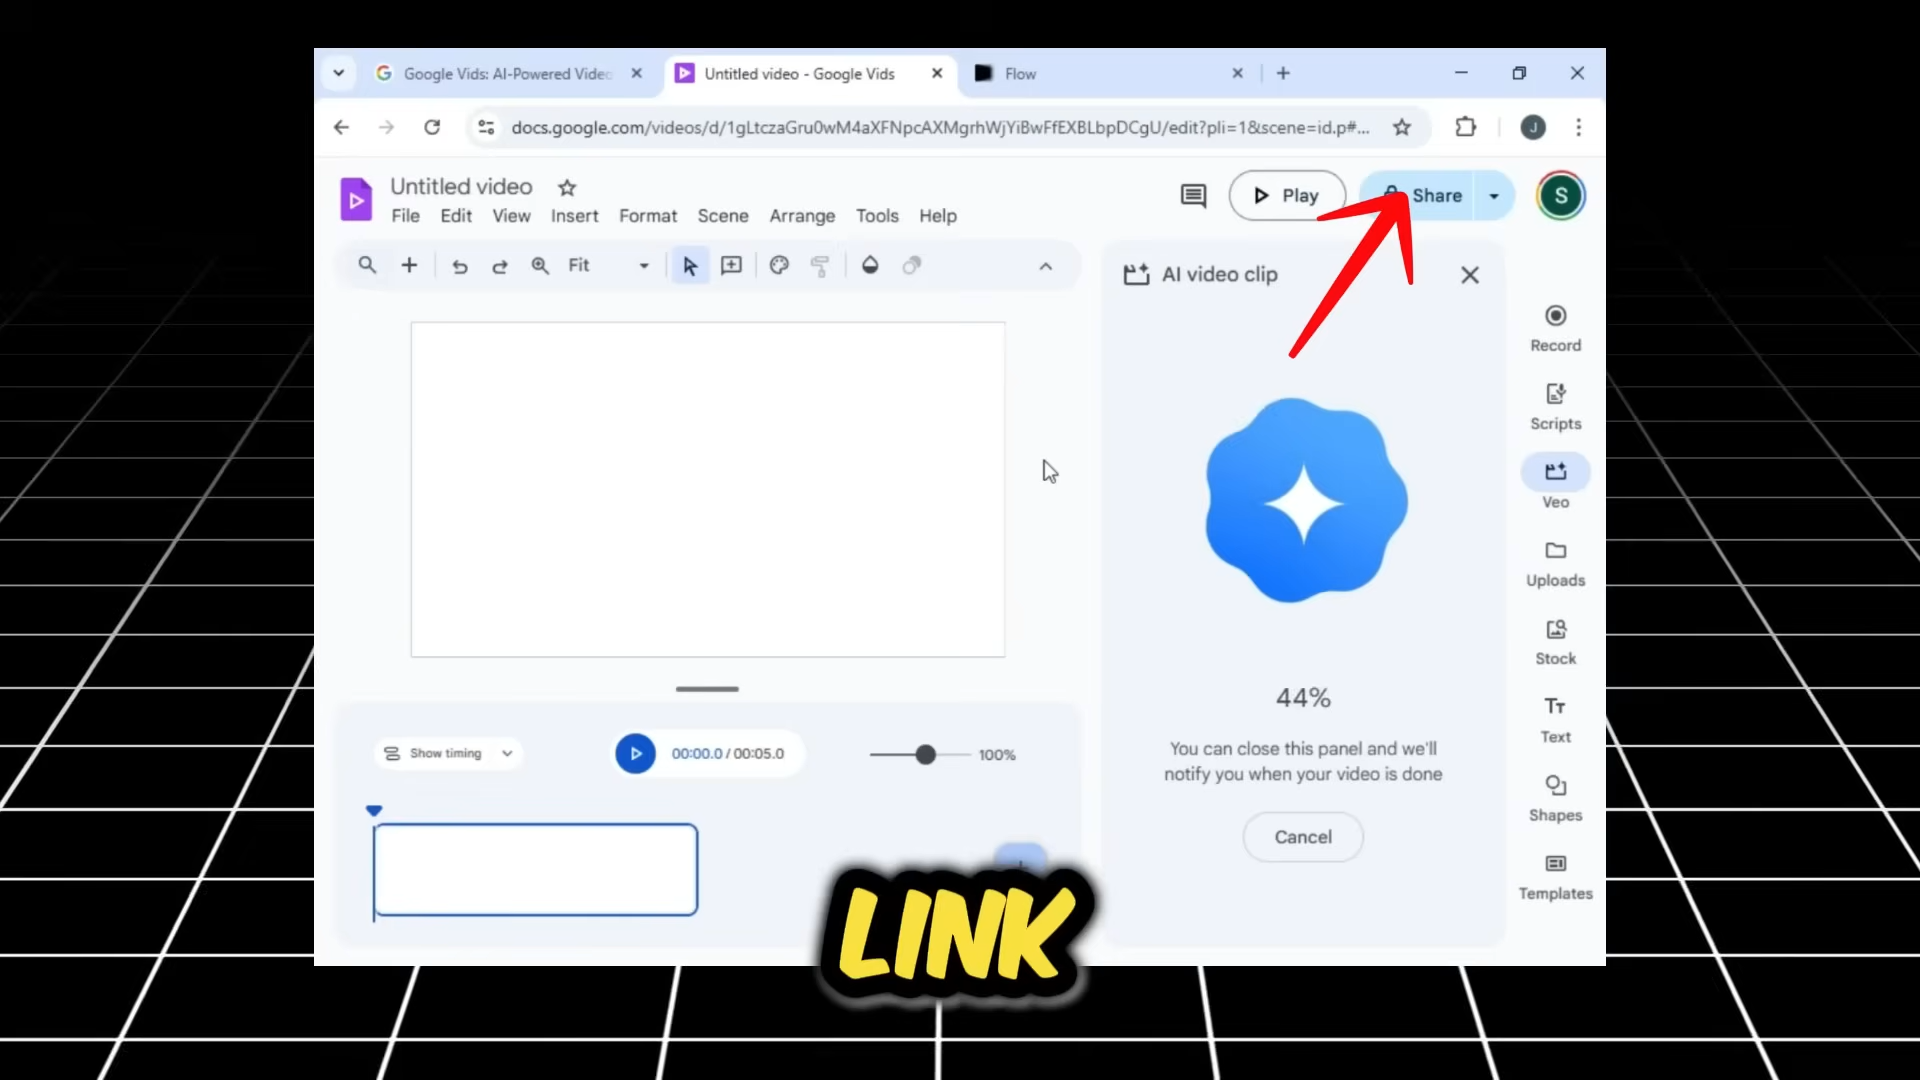 Google Vids: AI-Powered Video
Untitled video - Google Vids
Flow
docs.google.com/videos/d/1gLtczaGru0wM4aXFNpcAXMgrhWjYiBwFfEXBLbpDCgU/edit?pli=1&scene=id.p#...
J
Untitled video
Play
Share
S
File Edit View Insert Format Scene Arrange Tools Help
Fit
AI video clip
Record
Scripts
Veo
Uploads
Stock
Text
Shapes
Templates
44%
You can close this panel and we'll
notify you when your video is done
Cancel
Show timing
00:00.0 / 00:05.0
100%
LINK